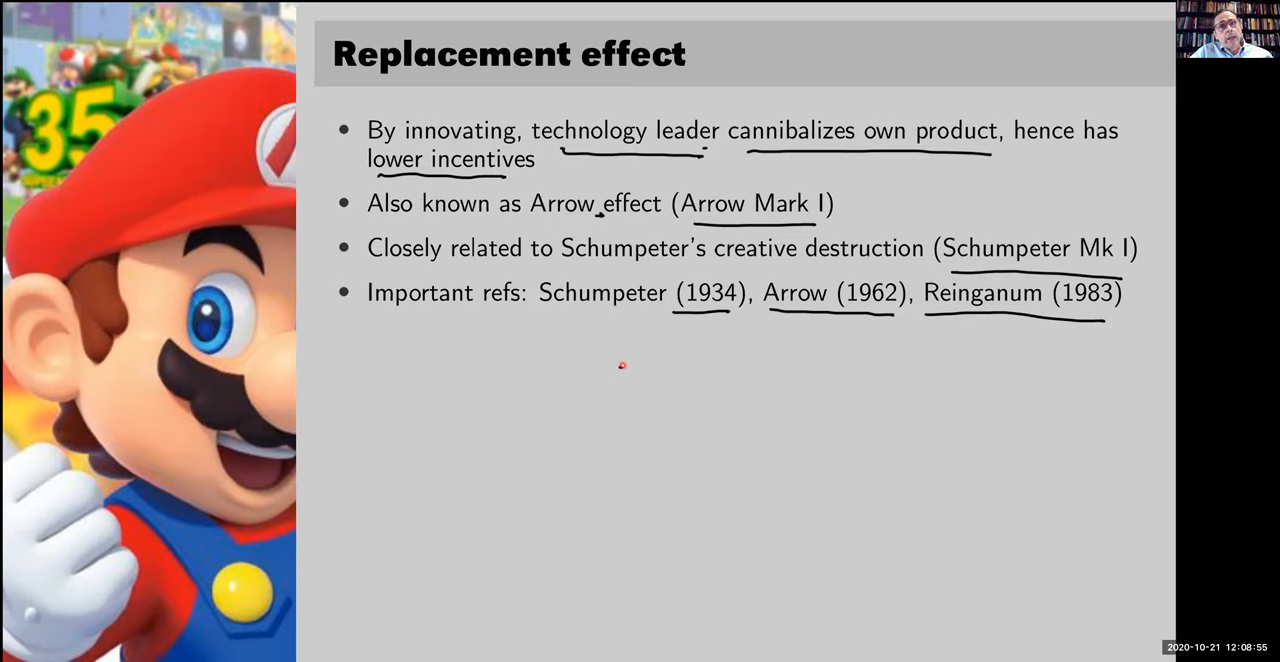 Replacement effect
• By innovating, technology leader cannibalizes own product, hence has
lower incentives
• Also known as Arrow effect (Arrow Mark I)
• Closely related to Schumpeter's creative destruction (Schumpeter Mk I)
• Important refs: Schumpeter (1934), Arrow (1962), Reinganum (1983)
35
2020-10-21 12:08:55